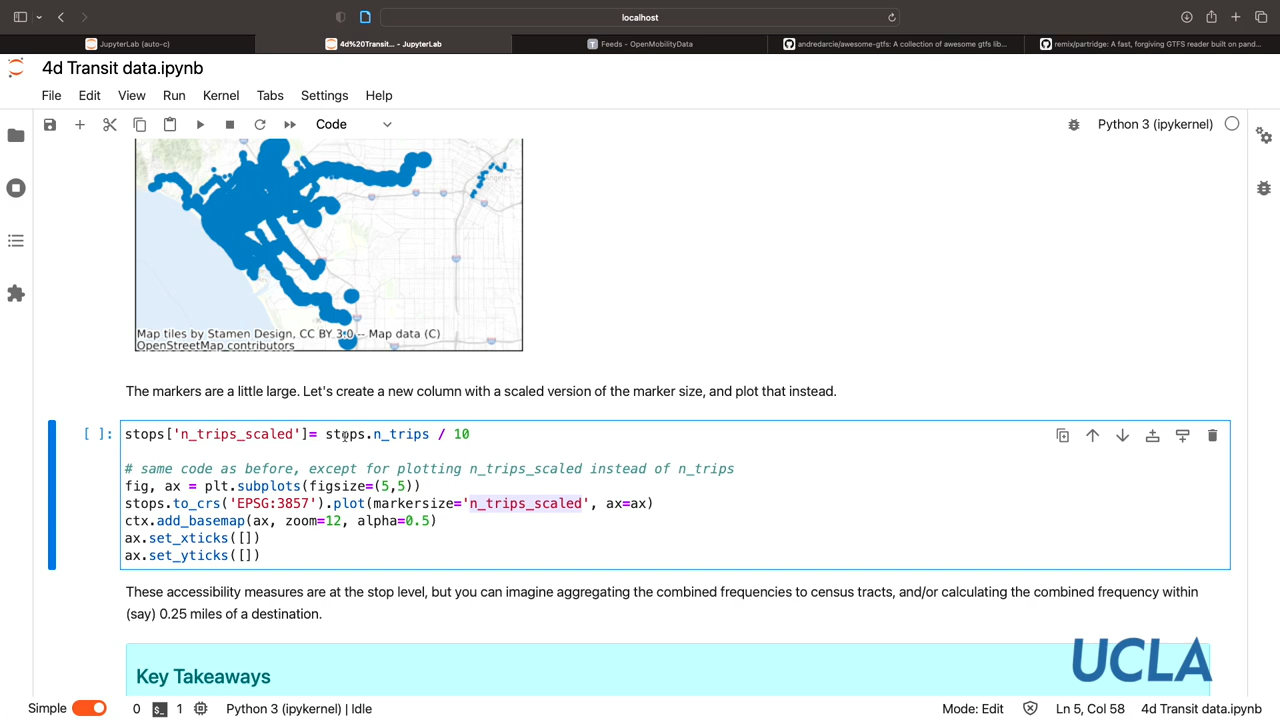 localhost
JupyterLab (auto-c)
4d%20Transit... - JupyterLab
Feeds - OpenMobilityData
andredarcie/awesome-gtfs: A collection of awesome gtfs lib...
remix/partridge: A fast, forgiving GTFS reader built on pand...
4d Transit data.ipynb
File Edit View Run Kernel Tabs Settings Help
Code
Python 3 (ipykernel)
Map tiles by Stamen Design, CC BY 3.0 -- Map data (C)
OpenStreetMap contributors
The markers are a little large. Let's create a new column with a scaled version of the marker size, and plot that instead.
[ ]: stops['n_trips_scaled']= stops.n_trips / 10
# same code as before, except for plotting n_trips_scaled instead of n_trips
fig, ax = plt.subplots(figsize=(5,5))
stops.to_crs('EPSG:3857').plot(markersize='n_trips_scaled', ax=ax)
ctx.add_basemap(ax, zoom=12, alpha=0.5)
ax.set_xticks([])
ax.set_yticks([])
These accessibility measures are at the stop level, but you can imagine aggregating the combined frequencies to census tracts, and/or calculating the combined frequency within
(say) 0.25 miles of a destination.
Key Takeaways
UCLA
Simple 0 $_ 1 Python 3 (ipykernel) | Idle Mode: Edit Ln 5, Col 58 4d Transit data.ipynb